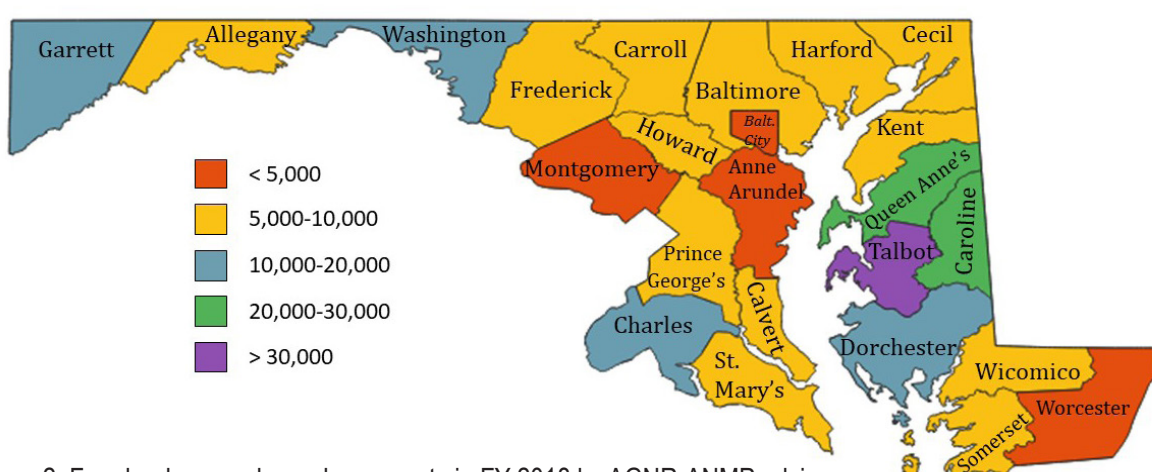 Garrett
Allegany
Washington
Frederick
Carroll
Baltimore
Harford
Cecil
Balt.
City
Howard
Kent
Montgomery
Anne
Arundel
Queen Anne's
Caroline
Talbot
Prince
George's
Charles
Calvert
St.
Mary's
Dorchester
Wicomico
Worcester
Somerset
< 5,000
5,000-10,000
10,000-20,000
20,000-30,000
> 30,000